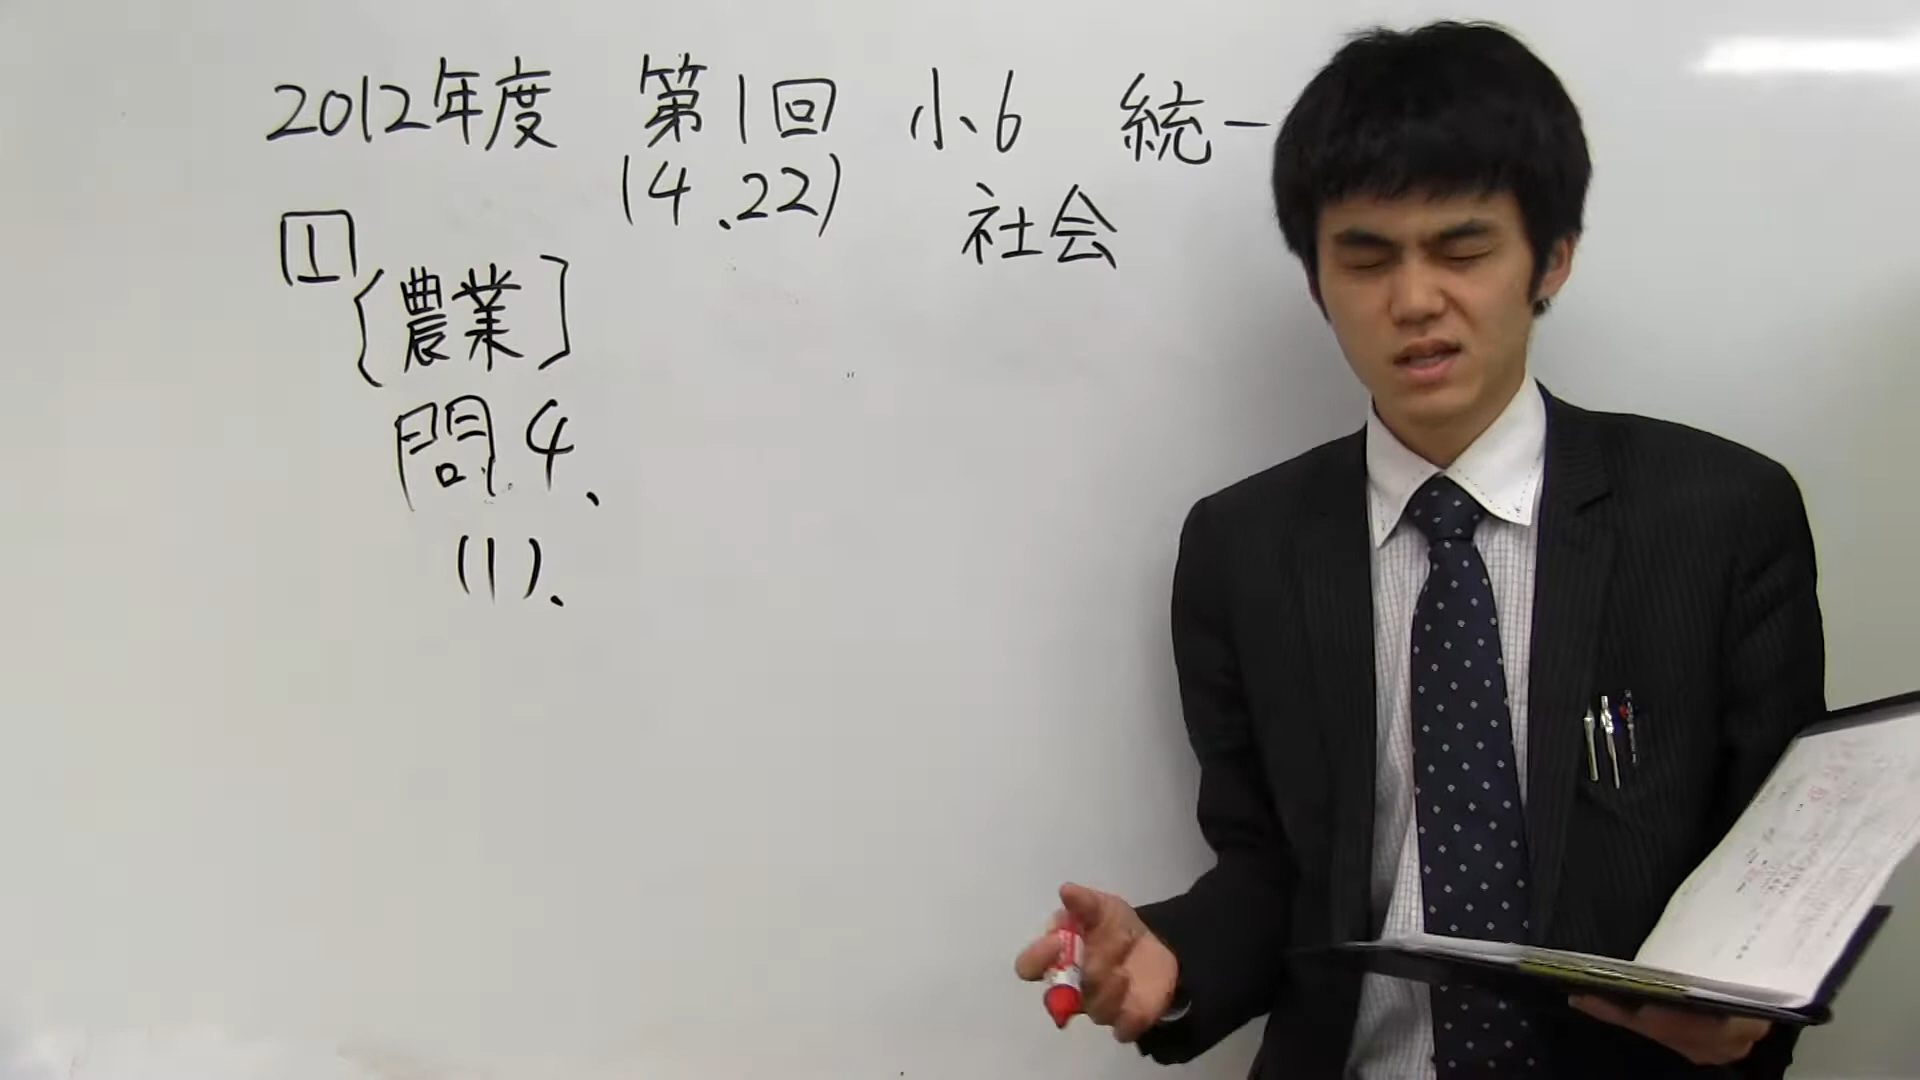 2012年度 第1回 小6 統一
(4.22) 社会
1
[農業]
問4.
(1).